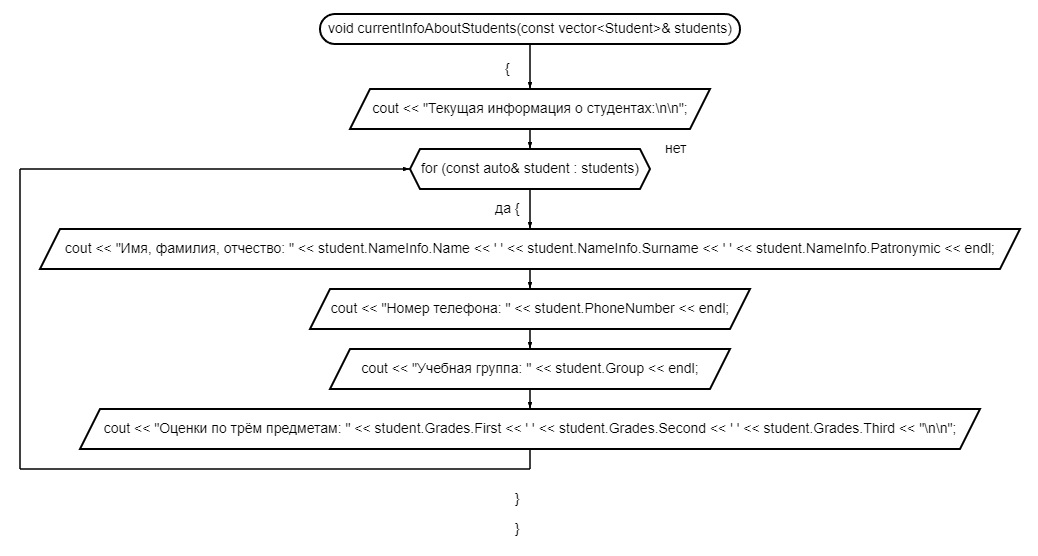 void currentInfoAboutStudents(const vector<Student>& students)
{
cout << "Текущая информация о студентах:\n\n";
нет
for (const auto& student : students)
да {
cout << "Имя, фамилия, отчество: " << student.NameInfo.Name << ' ' << student.NameInfo.Surname << ' ' << student.NameInfo.Patronymic << endl;
cout << "Номер телефона: " << student.PhoneNumber << endl;
cout << "Учебная группа: " << student.Group << endl;
cout << "Оценки по трём предметам: " << student.Grades.First << ' ' << student.Grades.Second << ' ' << student.Grades.Third << "\n\n";
}
}